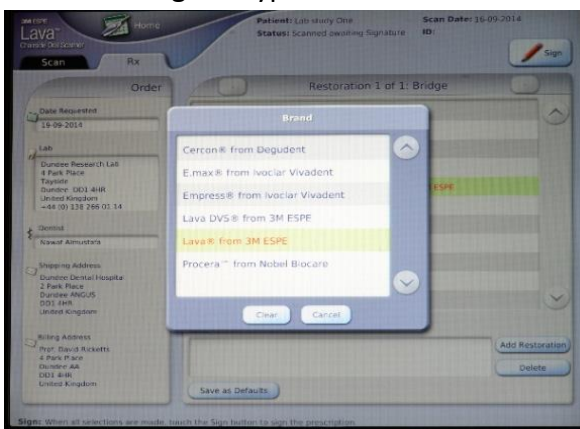 3M ESPE
Lava™
Chairside Oral Scanner
Home
Patient: Lab study One
Status: Scanned awaiting Signature
Scan Date: 16-09-2014
ID:
Sign
Scan
Rx
Order
Restoration 1 of 1: Bridge
Date Requested
19-09-2014
Lab
Dundee Research Lab
4 Park Place
Tayside
Dundee DD1 4HR
United Kingdom
+44 (0) 138 266 01 14
Dentist
Nawaf Almustafa
Shipping Address
Dundee Dental Hospital
2 Park Place
Dundee ANGUS
DD1 4HR
United Kingdom
Billing Address
Prof. David Ricketts
4 Park Place
Dundee AA
DD1 4HR
United Kingdom
Brand
Cercon® from Degudent
E.max® from Ivoclar Vivadent
Empress® from Ivoclar Vivadent
Lava DVS® from 3M ESPE
Lava® from 3M ESPE
Procera™ from Nobel Biocare
Clear
Cancel
ESPE
Add Restoration
Delete
Save as Defaults
Sign: When all selections are made, touch the Sign button to sign the prescription.